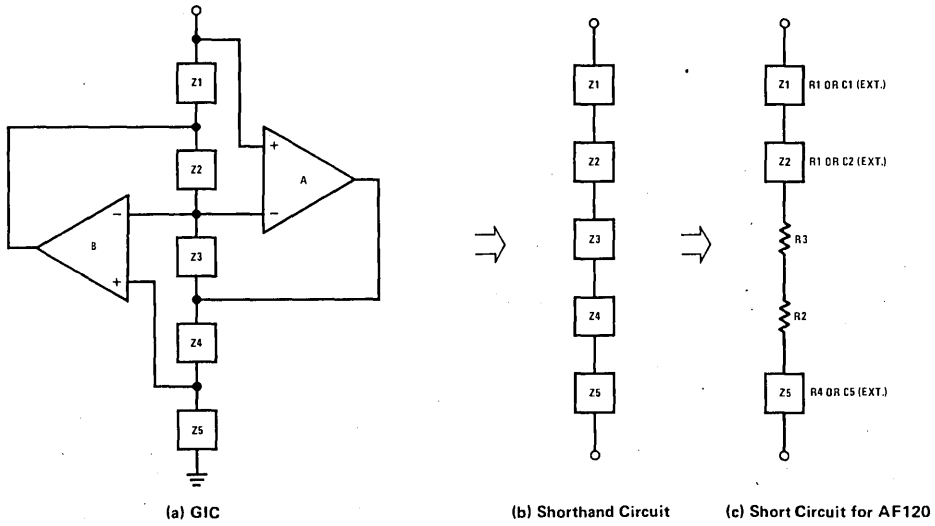 Z1
Z2
+
A
−
−
B
+
Z3
Z4
Z5
(a) GIC
Z1
Z2
Z3
Z4
Z5
(b) Shorthand Circuit
Z1 R1 OR C1 (EXT.)
Z2 R1 OR C2 (EXT.)
R3
R2
Z5 R4 OR C5 (EXT.)
(c) Short Circuit for AF120